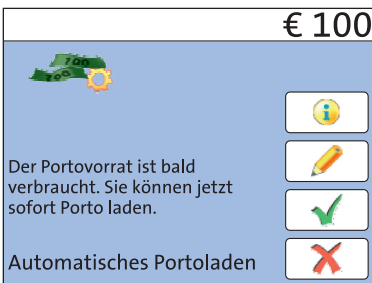 € 100
Der Portovorrat ist bald
verbraucht. Sie können jetzt
sofort Porto laden.
Automatisches Portoladen